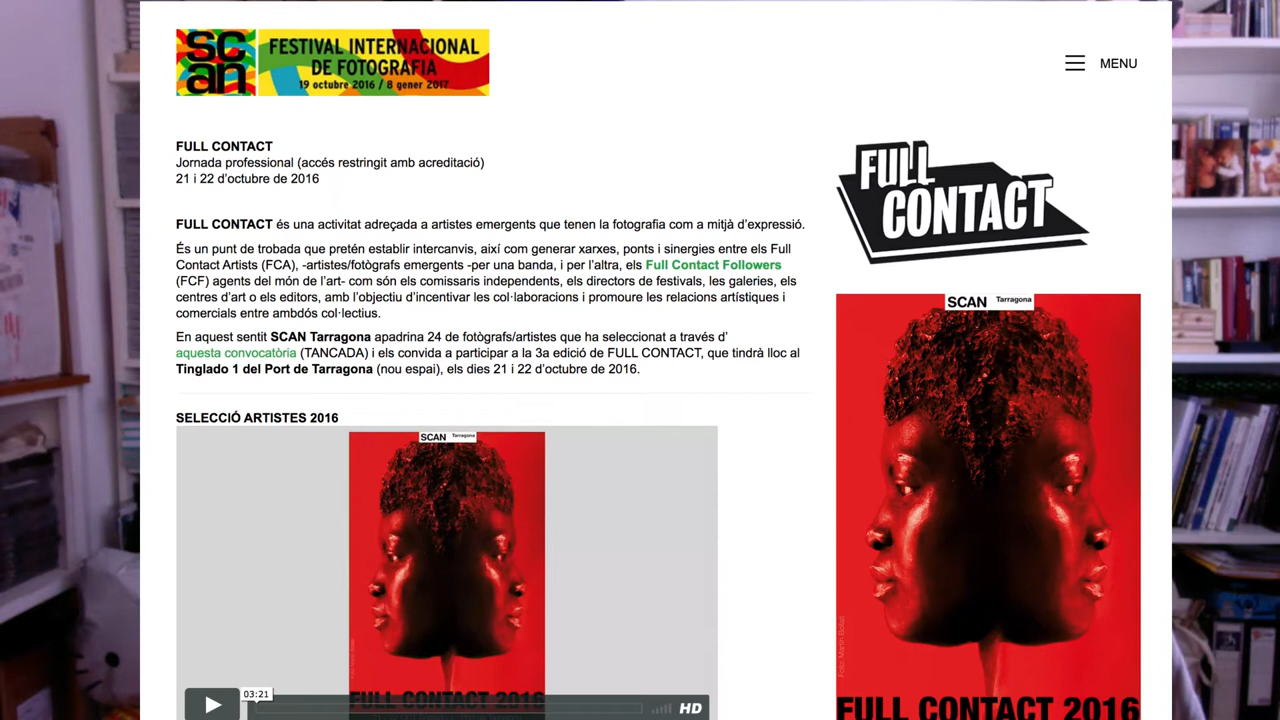 scan
FESTIVAL INTERNACIONAL
DE FOTOGRAFIA
19 octubre 2016 / 8 gener 2017
MENU
FULL CONTACT
Jornada professional (accés restringit amb acreditació)
21 i 22 d’octubre de 2016
FULL CONTACT és una activitat adreçada a artistes emergents que tenen la fotografia com a mitjà d’expressió.
És un punt de trobada que pretén establir intercanvis, així com generar xarxes, ponts i sinergies entre els Full
Contact Artists (FCA), -artistes/fotògrafs emergents -per una banda, i per l’altra, els Full Contact Followers
(FCF) agents del món de l’art- com són els comissaris independents, els directors de festivals, les galeries, els
centres d’art o els editors, amb l’objectiu d’incentivar les col·laboracions i promoure les relacions artístiques i
comercials entre ambdós col·lectius.
En aquest sentit SCAN Tarragona apadrina 24 de fotògrafs/artistes que ha seleccionat a través d’
aquesta convocatòria (TANCADA) i els convida a participar a la 3a edició de FULL CONTACT, que tindrà lloc al
Tinglado 1 del Port de Tarragona (nou espai), els dies 21 i 22 d’octubre de 2016.
SELECCIÓ ARTISTES 2016
SCAN Tarragona
FULL CONTACT 2016
03:21
HD
FULL
CONTACT
SCAN Tarragona
Foto: Martin Bollati
FULL CONTACT 2016